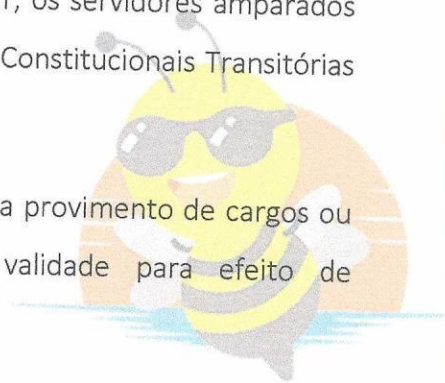 os servidores amparados
Constitucionais Transitórias
a provimento de cargos ou
validade para efeito de